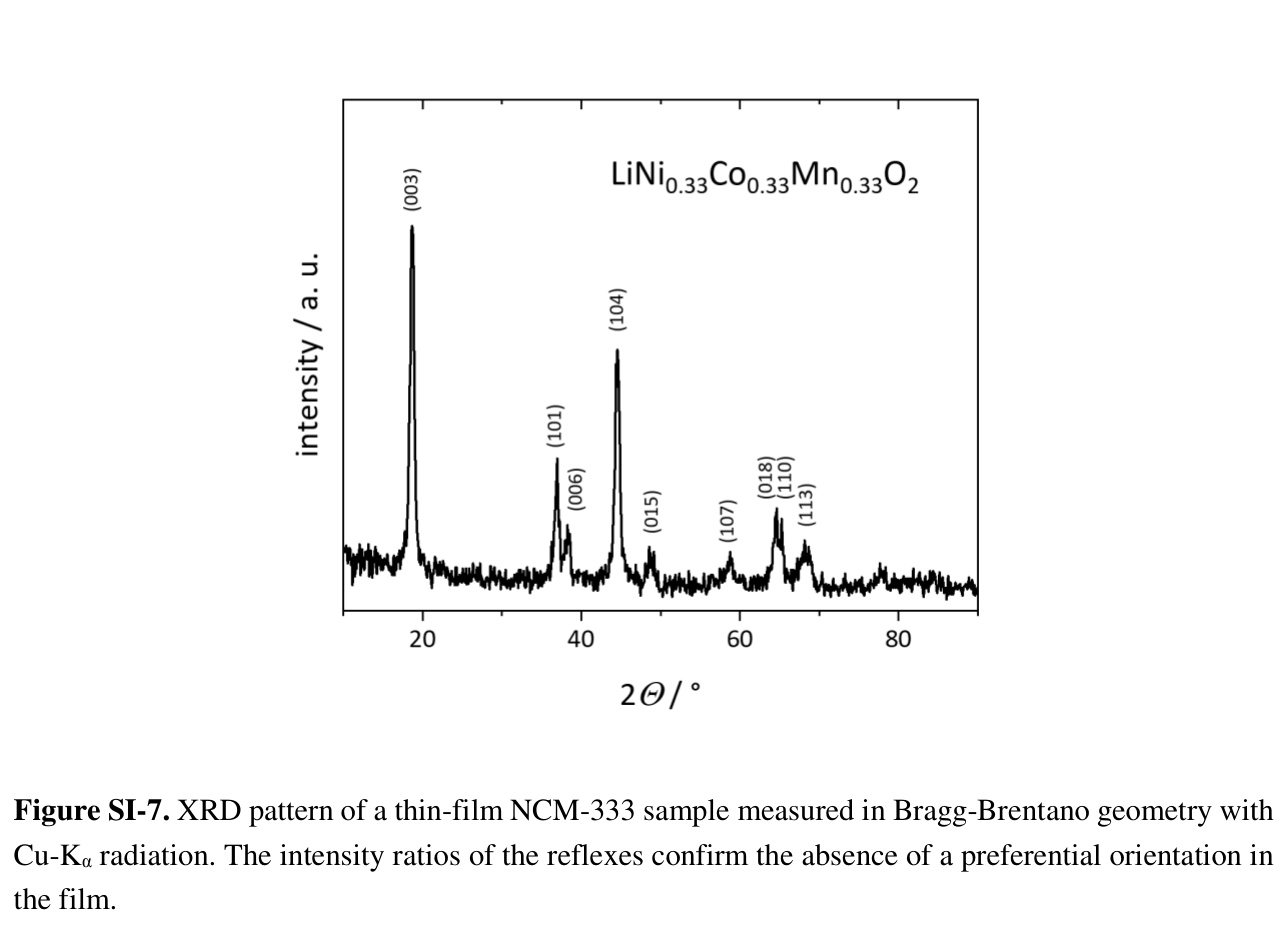 LiNi0.33Co0.33Mn0.33O2
(003)
(104)
(101)
(006)
(015)
(107)
(018)
(110)
(113)
intensity / a. u.
20 40 60 80
2Θ / °
Figure SI-7. XRD pattern of a thin-film NCM-333 sample measured in Bragg-Brentano geometry with
Cu-Kα radiation. The intensity ratios of the reflexes confirm the absence of a preferential orientation in
the film.